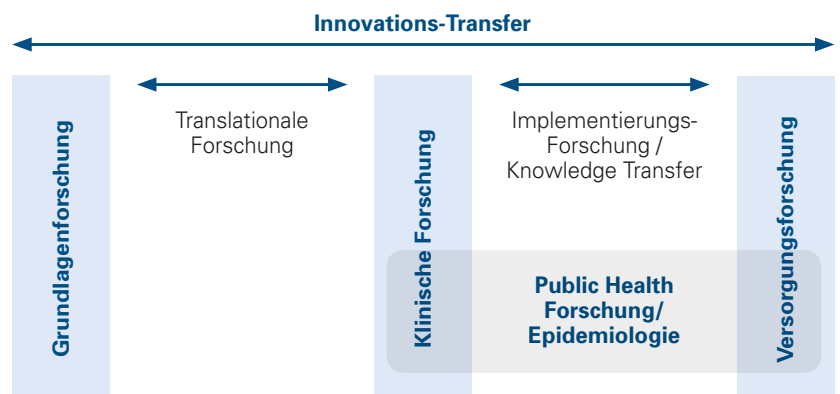 Innovations-Transfer
Grundlagenforschung
Translationale
Forschung
Klinische Forschung
Implementierungs-
Forschung /
Knowledge Transfer
Public Health
Forschung/
Epidemiologie
Versorgungsforschung